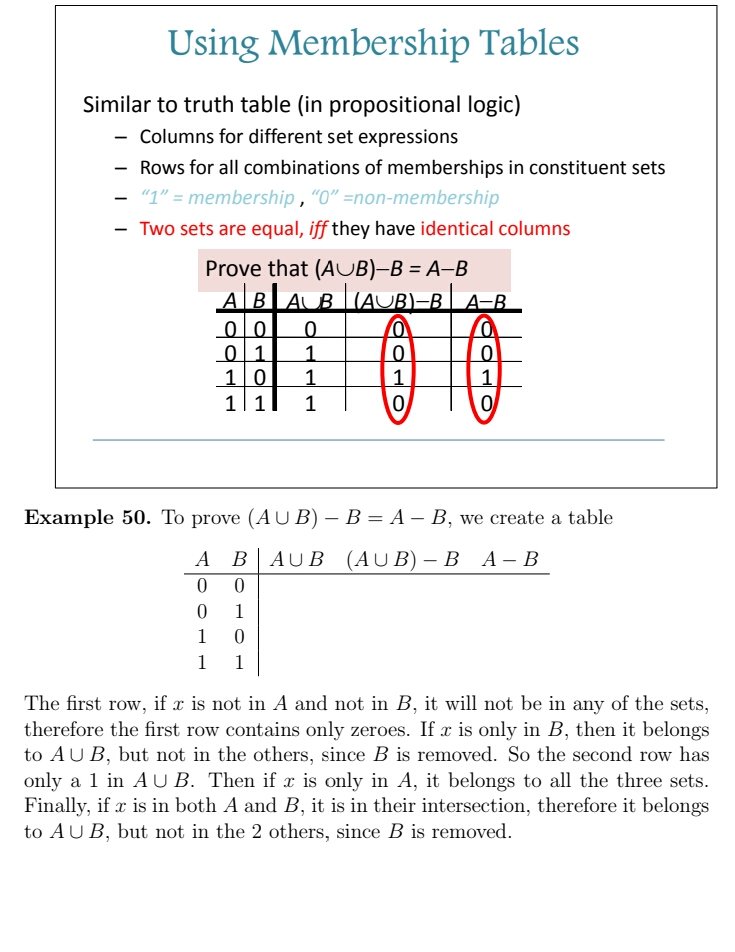 Using Membership Tables
Similar to truth table (in propositional logic)
– Columns for different set expressions
– Rows for all combinations of memberships in constituent sets
– “1” = membership , “0” =non-membership
– Two sets are equal, iff they have identical columns
Prove that (A∪B)−B = A−B
A B A∪B (A∪B)−B A−B
0 0 0 0 0
0 1 1 0 0
1 0 1 1 1
1 1 1 0 0
Example 50. To prove (A ∪ B) − B = A − B, we create a table
A B A ∪ B (A ∪ B) − B A − B
0 0
0 1
1 0
1 1
The first row, if x is not in A and not in B, it will not be in any of the sets,
therefore the first row contains only zeroes. If x is only in B, then it belongs
to A ∪ B, but not in the others, since B is removed. So the second row has
only a 1 in A ∪ B. Then if x is only in A, it belongs to all the three sets.
Finally, if x is in both A and B, it is in their intersection, therefore it belongs
to A ∪ B, but not in the 2 others, since B is removed.